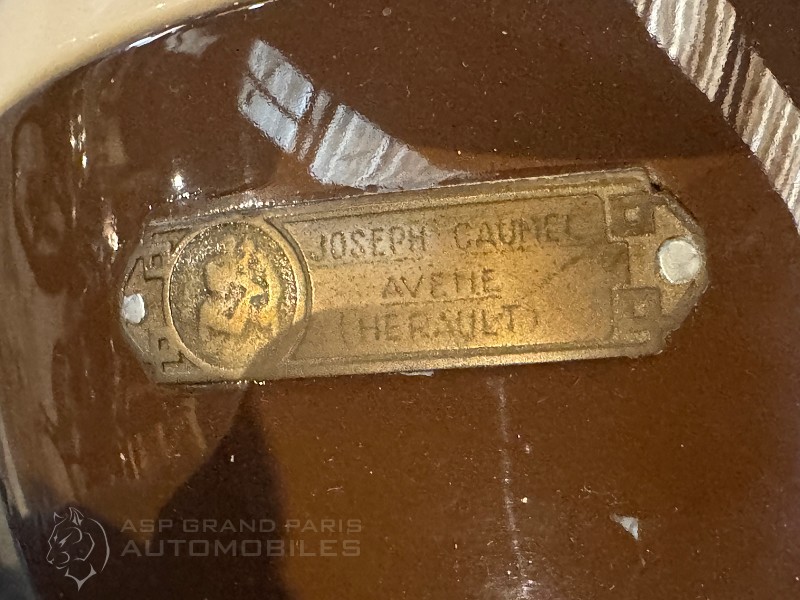 JOSEPH CAUMEL
AVENE
(HERAULT)
ASP GRAND PARIS
AUTOMOBILES